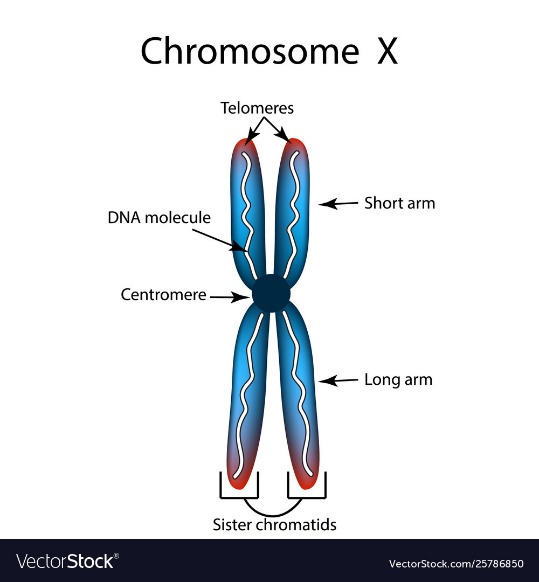 Chromosome X
Telomeres
Short arm
DNA molecule
Centromere
Long arm
Sister chromatids
VectorStock®
VectorStock.com/25786850